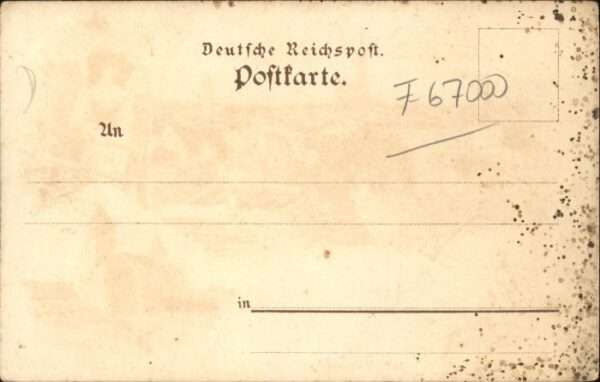 Deutſche Reichspoſt.
Poſtkarte.
F 67000
An
in